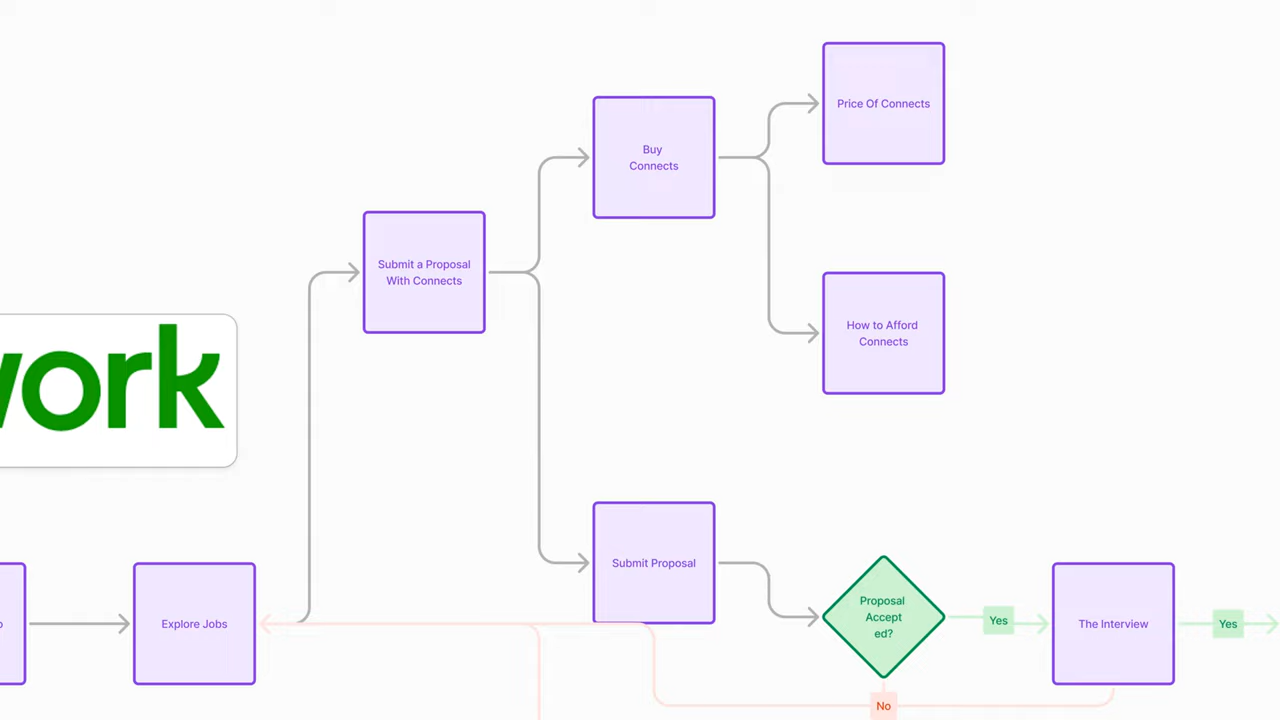 Price Of Connects
Buy
Connects
Submit a Proposal
With Connects
How to Afford
Connects
work
Submit Proposal
Explore Jobs
Proposal
Accept
ed?
Yes
The Interview
Yes
No